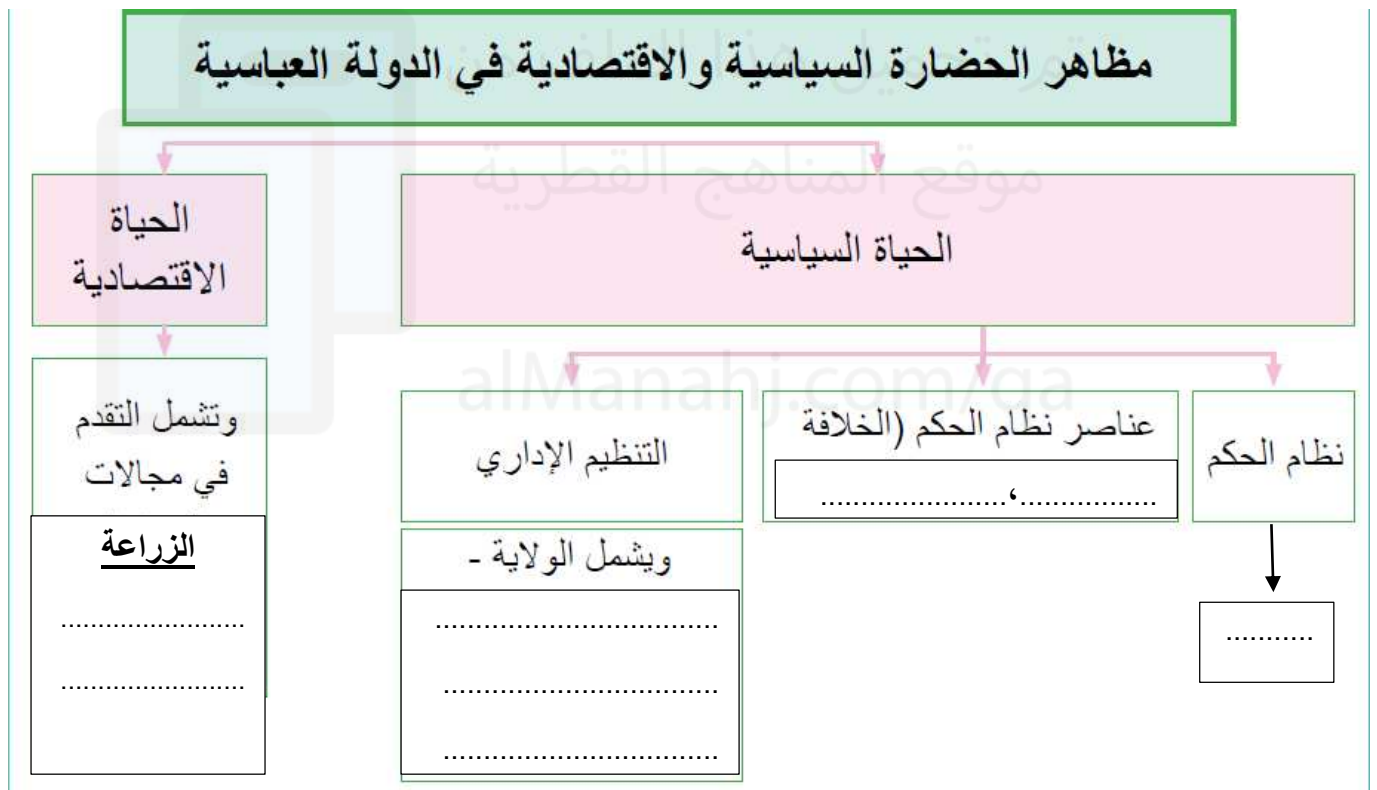 مظاهر الحضارة السياسية والاقتصادية في الدولة العباسية
موقع المناهج القطرية
alManahj.com/qa
الحياة السياسية
الحياة
الاقتصادية
نظام الحكم
...........
عناصر نظام الحكم (الخلافة
.................،.......................
التنظيم الإداري
ويشمل الولاية -
..................................
.................................
.................................
وتشمل التقدم
في مجالات
الزراعة
.........................
.........................